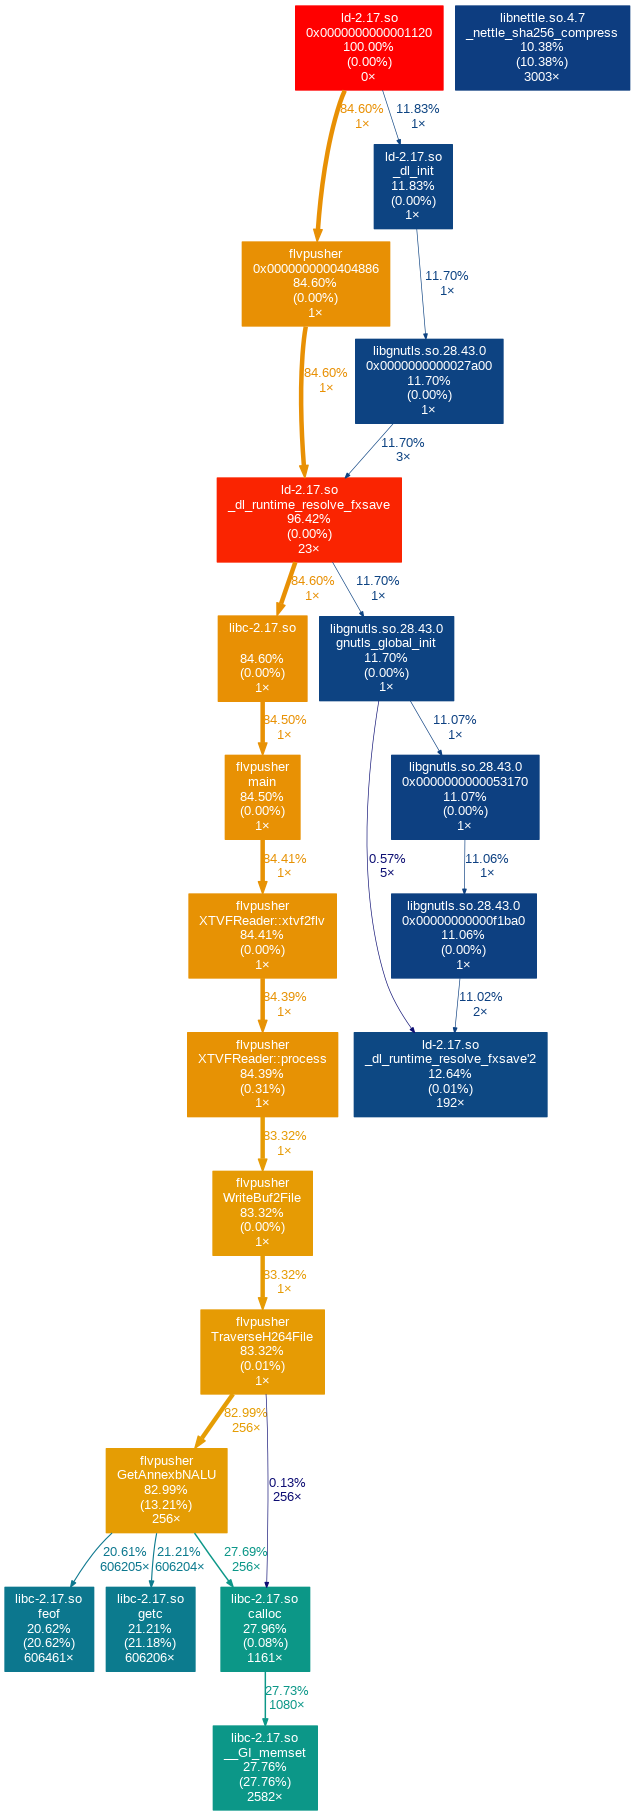 ld-2.17.so
0x0000000000001120
100.00%
(0.00%)
0×
libnettle.so.4.7
_nettle_sha256_compress
10.38%
(10.38%)
3003×
84.60%
1×
11.83%
1×
ld-2.17.so
_dl_init
11.83%
(0.00%)
1×
flvpusher
0x0000000000404886
84.60%
(0.00%)
1×
11.70%
1×
libgnutls.so.28.43.0
0x0000000000027a00
11.70%
(0.00%)
1×
84.60%
1×
11.70%
3×
ld-2.17.so
_dl_runtime_resolve_fxsave
96.42%
(0.00%)
23×
84.60%
1×
11.70%
1×
libc-2.17.so
84.60%
(0.00%)
1×
libgnutls.so.28.43.0
gnutls_global_init
11.70%
(0.00%)
1×
84.50%
1×
11.07%
1×
flvpusher
main
84.50%
(0.00%)
1×
libgnutls.so.28.43.0
0x0000000000053170
11.07%
(0.00%)
1×
84.41%
1×
0.57%
5×
11.06%
1×
flvpusher
XTVFReader::xtvf2flv
84.41%
(0.00%)
1×
libgnutls.so.28.43.0
0x00000000000f1ba0
11.06%
(0.00%)
1×
84.39%
1×
11.02%
2×
flvpusher
XTVFReader::process
84.39%
(0.31%)
1×
ld-2.17.so
_dl_runtime_resolve_fxsave'2
12.64%
(0.01%)
192×
83.32%
1×
flvpusher
WriteBuf2File
83.32%
(0.00%)
1×
83.32%
1×
flvpusher
TraverseH264File
83.32%
(0.01%)
1×
82.99%
256×
flvpusher
GetAnnexbNALU
82.99%
(13.21%)
256×
0.13%
256×
20.61%
606205×
21.21%
606204×
27.69%
256×
libc-2.17.so
feof
20.62%
(20.62%)
606461×
libc-2.17.so
getc
21.21%
(21.18%)
606206×
libc-2.17.so
calloc
27.96%
(0.08%)
1161×
27.73%
1080×
libc-2.17.so
__GI_memset
27.76%
(27.76%)
2582×